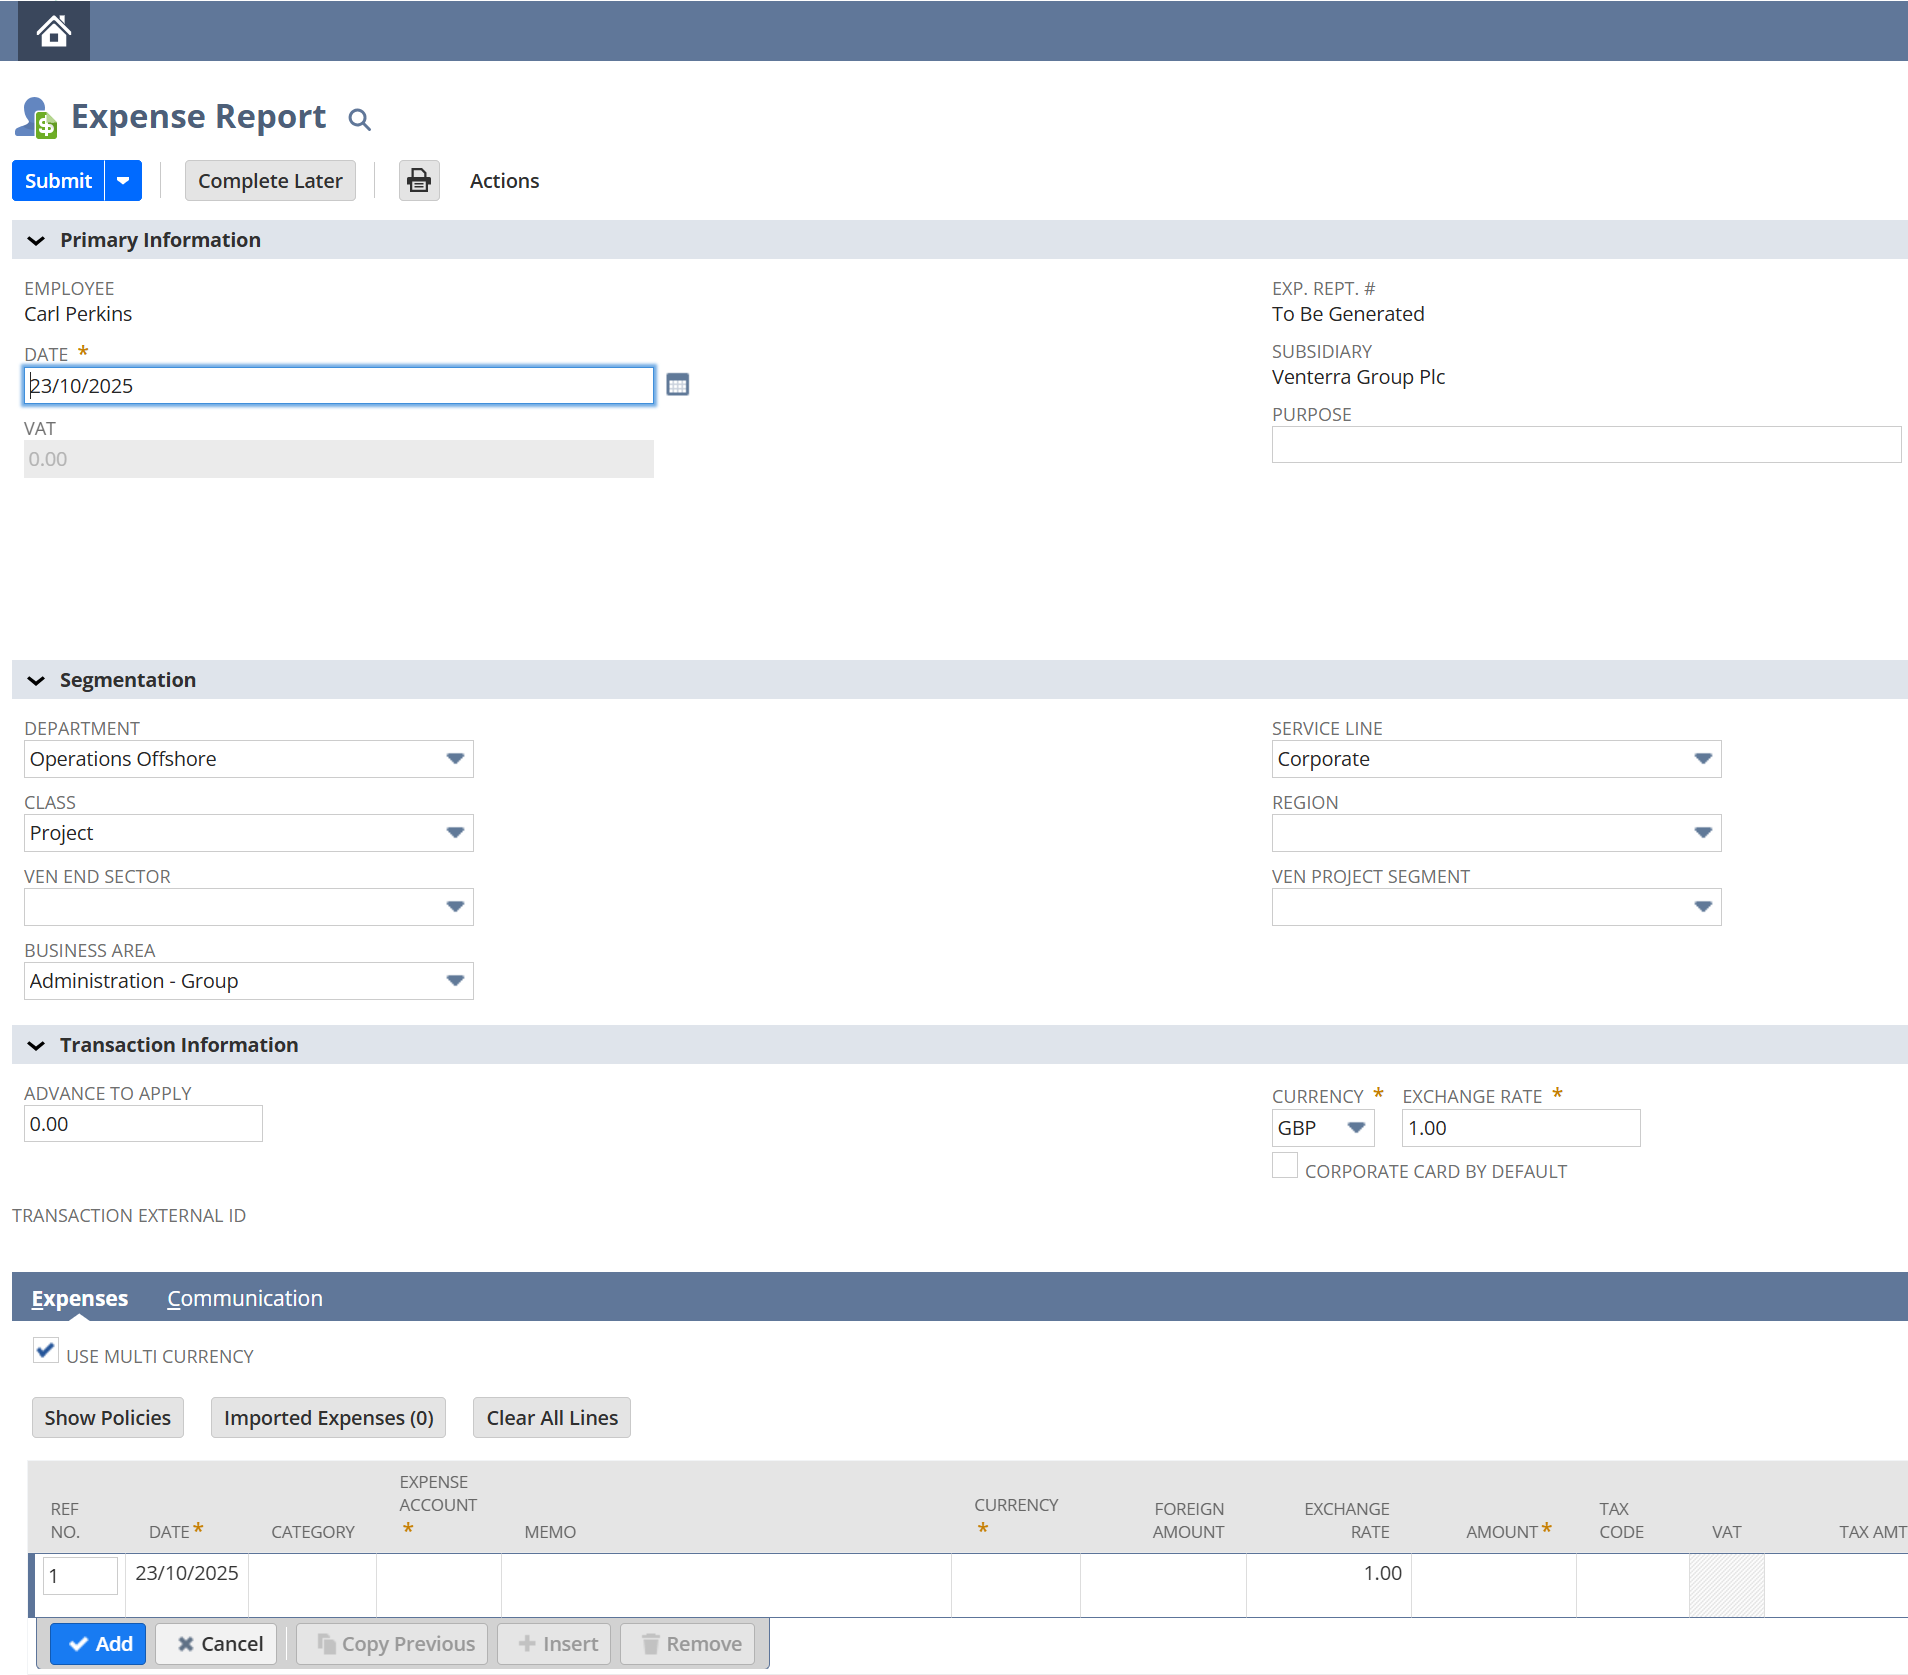 Expense Report
Submit
Complete Later
Actions
Primary Information
EMPLOYEE
Carl Perkins
DATE *
23/10/2025
VAT
0.00
EXP. REPT. #
To Be Generated
SUBSIDIARY
Venterra Group Plc
PURPOSE
Segmentation
DEPARTMENT
Operations Offshore
CLASS
Project
VEN END SECTOR
BUSINESS AREA
Administration - Group
SERVICE LINE
Corporate
REGION
VEN PROJECT SEGMENT
Transaction Information
ADVANCE TO APPLY
0.00
CURRENCY * EXCHANGE RATE *
GBP 1.00
CORPORATE CARD BY DEFAULT
TRANSACTION EXTERNAL ID
Expenses Communication
USE MULTI CURRENCY
Show Policies Imported Expenses (0) Clear All Lines
REF NO. DATE* CATEGORY EXPENSE ACCOUNT * MEMO CURRENCY * FOREIGN AMOUNT EXCHANGE RATE AMOUNT* TAX CODE VAT TAX AMT
1 23/10/2025 1.00
Add Cancel Copy Previous Insert Remove